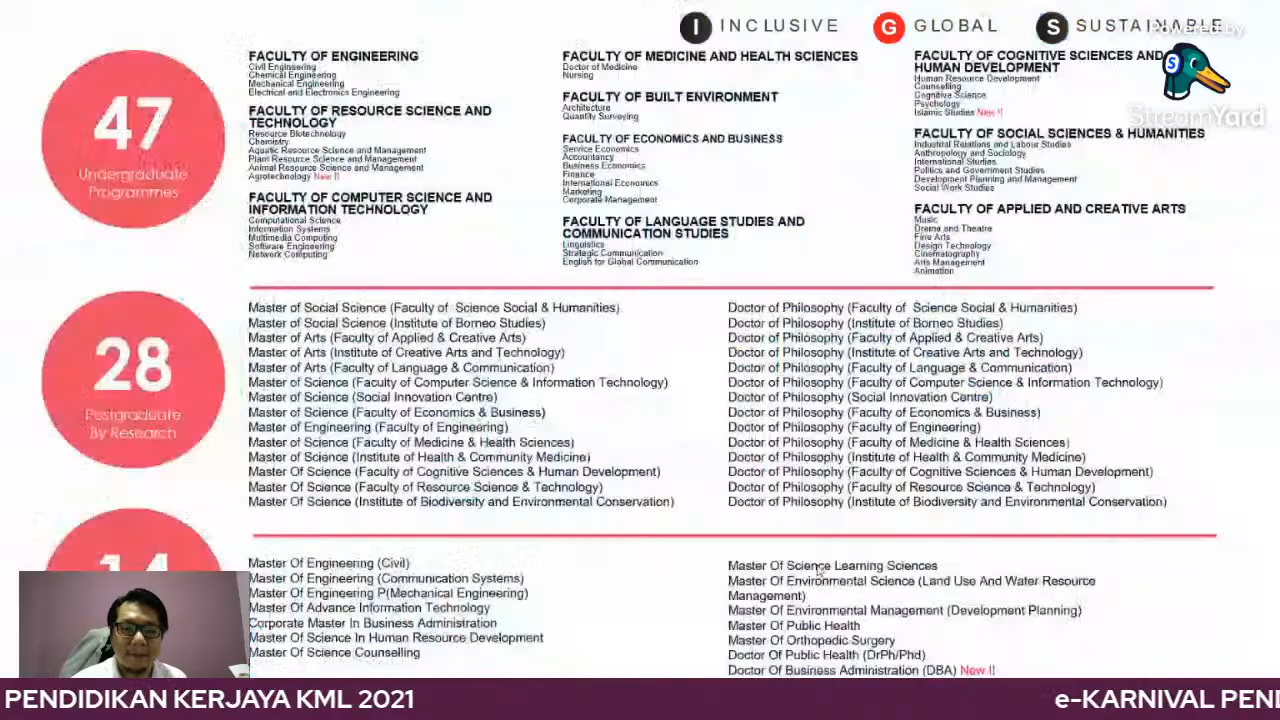 I INCLUSIVE
G GLOBAL
S SUSTAINABLE
Powered by
StreamYard
47
Undergraduate
Programmes
FACULTY OF ENGINEERING
Civil Engineering
Chemical Engineering
Mechanical Engineering
Electrical and Electronics Engineering
FACULTY OF RESOURCE SCIENCE AND
TECHNOLOGY
Resource Biotechnology
Chemistry
Aquatic Resource Science and Management
Plant Resource Science and Management
Animal Resource Science and Management
Agrotechnology New !!
FACULTY OF COMPUTER SCIENCE AND
INFORMATION TECHNOLOGY
Computational Science
Information Systems
Multimedia Computing
Software Engineering
Network Computing
FACULTY OF MEDICINE AND HEALTH SCIENCES
Doctor of Medicine
Nursing
FACULTY OF BUILT ENVIRONMENT
Architecture
Quantity Surveying
FACULTY OF ECONOMICS AND BUSINESS
Service Economics
Accountancy
Business Economics
Finance
International Economics
Marketing
Corporate Management
FACULTY OF LANGUAGE STUDIES AND
COMMUNICATION STUDIES
Linguistics
Strategic Communication
English for Global Communication
FACULTY OF COGNITIVE SCIENCES AND
HUMAN DEVELOPMENT
Human Resource Development
Counselling
Cognitive Science
Psychology
Islamic Studies New !!
FACULTY OF SOCIAL SCIENCES & HUMANITIES
Industrial Relations and Labour Studies
Anthropology and Sociology
International Studies
Politics and Government Studies
Development Planning and Management
Social Work Studies
FACULTY OF APPLIED AND CREATIVE ARTS
Music
Drama and Theatre
Fine Arts
Design Technology
Cinematography
Arts Management
Animation
28
Postgraduate
By Research
Master of Social Science (Faculty of Science Social & Humanities)
Master of Social Science (Institute of Borneo Studies)
Master of Arts (Faculty of Applied & Creative Arts)
Master of Arts (Institute of Creative Arts and Technology)
Master of Arts (Faculty of Language & Communication)
Master of Science (Faculty of Computer Science & Information Technology)
Master of Science (Social Innovation Centre)
Master of Science (Faculty of Economics & Business)
Master of Engineering (Faculty of Engineering)
Master of Science (Faculty of Medicine & Health Sciences)
Master of Science (Institute of Health & Community Medicine)
Master Of Science (Faculty of Cognitive Sciences & Human Development)
Master Of Science (Faculty of Resource Science & Technology)
Master Of Science (Institute of Biodiversity and Environmental Conservation)
Doctor of Philosophy (Faculty of Science Social & Humanities)
Doctor of Philosophy (Institute of Borneo Studies)
Doctor of Philosophy (Faculty of Applied & Creative Arts)
Doctor of Philosophy (Institute of Creative Arts and Technology)
Doctor of Philosophy (Faculty of Language & Communication)
Doctor of Philosophy (Faculty of Computer Science & Information Technology)
Doctor of Philosophy (Social Innovation Centre)
Doctor of Philosophy (Faculty of Economics & Business)
Doctor of Philosophy (Faculty of Engineering)
Doctor of Philosophy (Faculty of Medicine & Health Sciences)
Doctor of Philosophy (Institute of Health & Community Medicine)
Doctor of Philosophy (Faculty of Cognitive Sciences & Human Development)
Doctor of Philosophy (Faculty of Resource Science & Technology)
Doctor of Philosophy (Institute of Biodiversity and Environmental Conservation)
14
Master Of Engineering (Civil)
Master Of Engineering (Communication Systems)
Master Of Engineering P(Mechanical Engineering)
Master Of Advance Information Technology
Corporate Master In Business Administration
Master Of Science In Human Resource Development
Master Of Science Counselling
Master Of Science Learning Sciences
Master Of Environmental Science (Land Use And Water Resource
Management)
Master Of Environmental Management (Development Planning)
Master Of Public Health
Master Of Orthopedic Surgery
Doctor Of Public Health (DrPh/Phd)
Doctor Of Business Administration (DBA) New !!
PENDIDIKAN KERJAYA KML 2021
e-KARNIVAL PEN